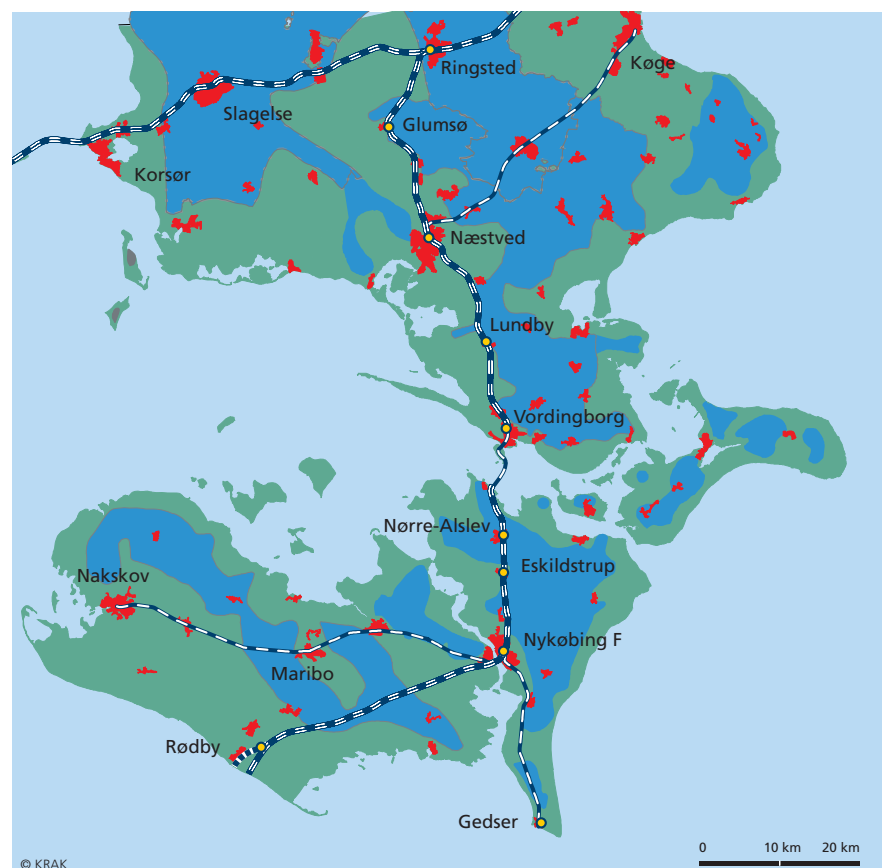 Ringsted
Køge
Slagelse
Glumsø
Korsør
Næstved
Lundby
Vordingborg
Nørre-Alslev
Eskildstrup
Nakskov
Nykøbing F
Maribo
Rødby
Gedser
0 10 km 20 km
© KRAK